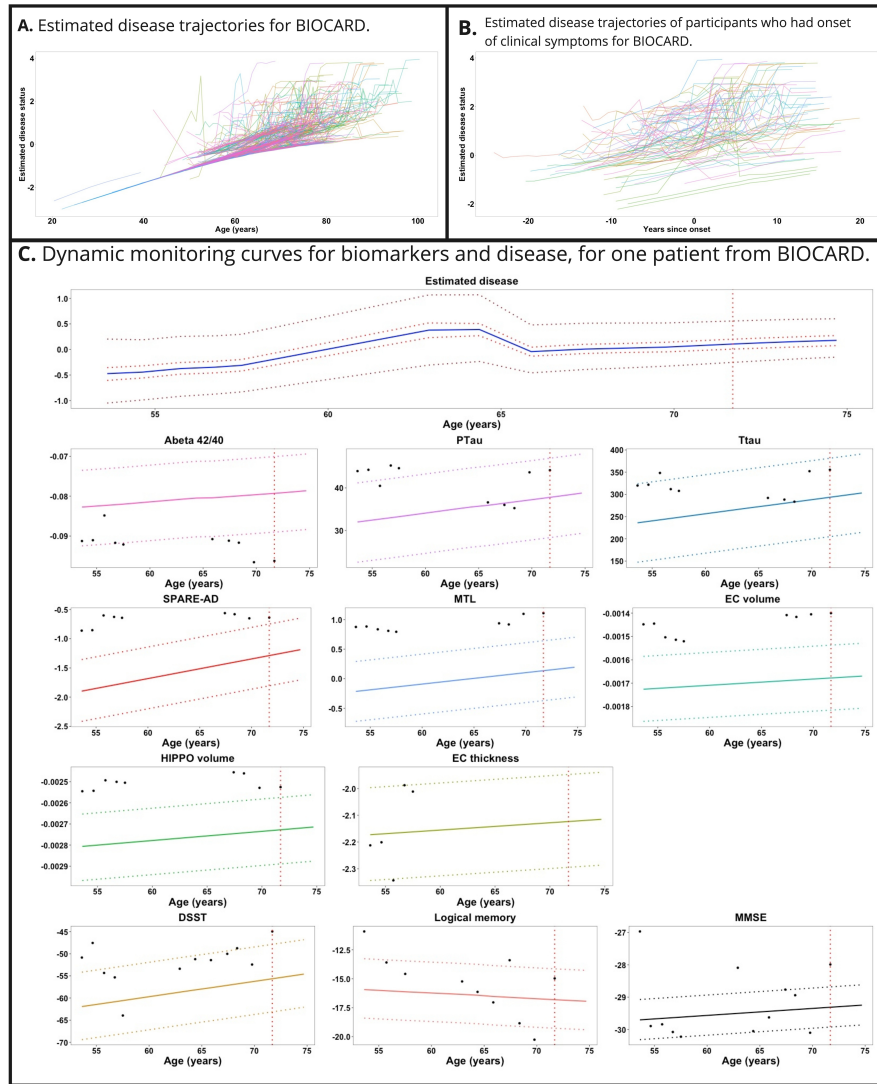 A. Estimated disease trajectories for BIOCARD.
4
2
0
-2
Estimated disease status
20 40 60 80 100
Age (years)
B. Estimated disease trajectories of participants who had onset
of clinical symptoms for BIOCARD.
4
2
0
-2
Estimated disease status
-20 -10 0 10 20
Years since onset
C. Dynamic monitoring curves for biomarkers and disease, for one patient from BIOCARD.
Estimated disease
1.0
0.5
0.0
-0.5
-1.0
55 60 65 70 75
Age (years)
Abeta 42/40
-0.07
-0.08
-0.09
55 60 65 70 75
Age (years)
PTau
40
30
55 60 65 70 75
Age (years)
Ttau
400
350
300
250
200
150
55 60 65 70 75
Age (years)
SPARE-AD
-0.5
-1.0
-1.5
-2.0
-2.5
55 60 65 70 75
Age (years)
MTL
1.0
0.5
0.0
-0.5
55 60 65 70 75
Age (years)
EC volume
-0.0014
-0.0015
-0.0016
-0.0017
-0.0018
55 60 65 70 75
Age (years)
HIPPO volume
-0.0025
-0.0026
-0.0027
-0.0028
-0.0029
55 60 65 70 75
Age (years)
EC thickness
-2.0
-2.1
-2.2
-2.3
55 60 65 70 75
Age (years)
DSST
-45
-50
-55
-60
-65
-70
55 60 65 70 75
Age (years)
Logical memory
-12.5
-15.0
-17.5
-20.0
55 60 65 70 75
Age (years)
MMSE
-27
-28
-29
-30
55 60 65 70 75
Age (years)